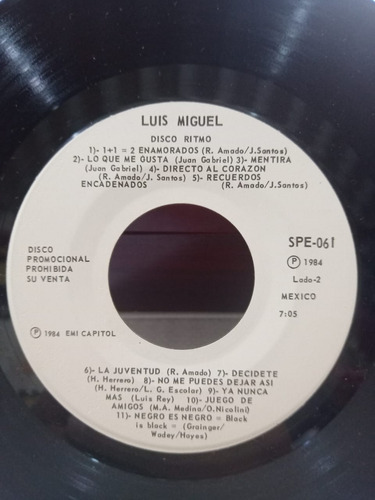 LUIS MIGUEL
DISCO RITMO
1)- 1+1 = 2 ENAMORADOS (R. Amado/J.Santos)
2)- LO QUE ME GUSTA (Juan Gabriel) 3)- MENTIRA
(Juan Gabriel) 4)- DIRECTO AL CORAZON
(R. Amado/J. Santos) 5)- RECUERDOS
ENCADENADOS (R. Amado/J. Santos)
DISCO
PROMOCIONAL
PROHIBIDA
SU VENTA
SPE-061
Ⓟ 1984
Lado-2
MEXICO
7:05
Ⓟ 1984 EMI CAPITOL
6)- LA JUVENTUD (R. Amado) 7)- DECIDETE
(H. Herrero) 8)- NO ME PUEDES DEJAR ASI
(H. Herrero/L. G. Escolar) 9)- YA NUNCA
MAS (Luis Rey) 10)- JUEGO DE
AMIGOS (M.A. Medina/O.Nicolini)
11)- NEGRO ES NEGRO = Black
is black = (Grainger/
Wadey/Hayes)